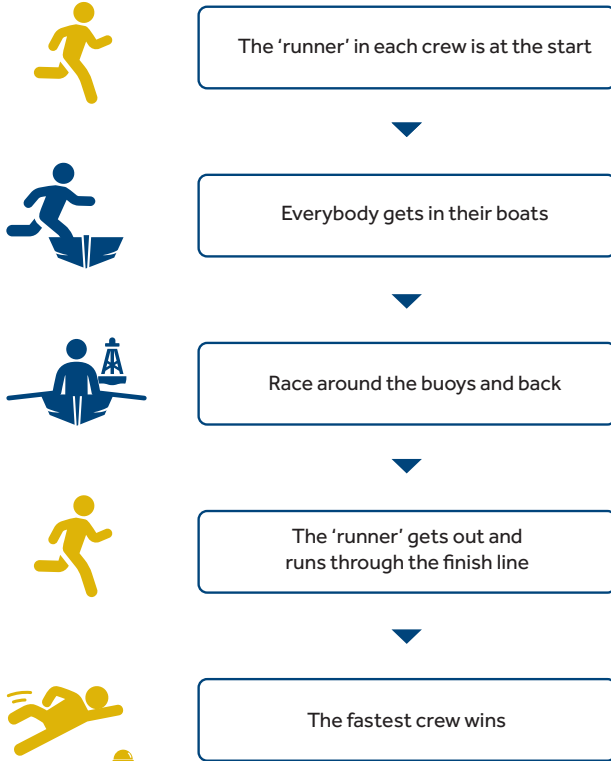 The ‘runner’ in each crew is at the start
Everybody gets in their boats
Race around the buoys and back
The ‘runner’ gets out and
runs through the finish line
The fastest crew wins